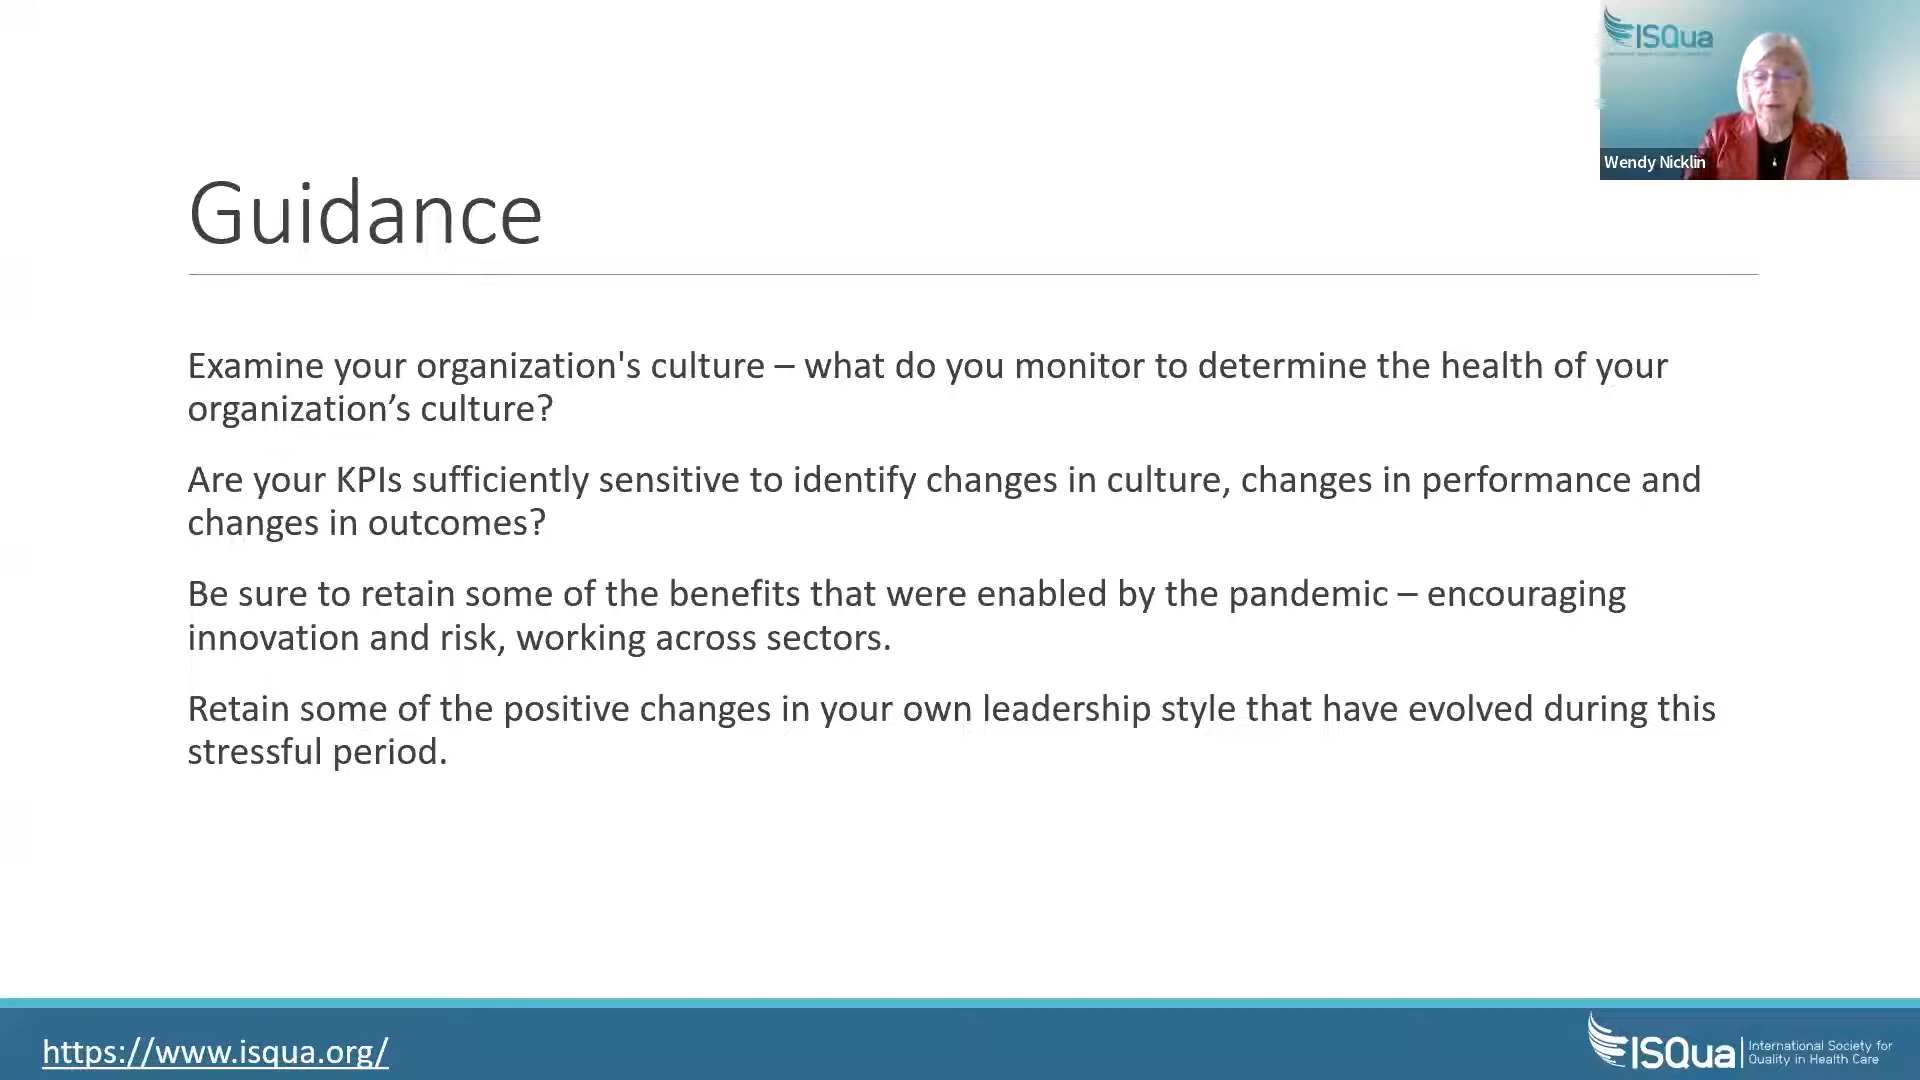 ISQua
Wendy Nicklin
Guidance
Examine your organization's culture – what do you monitor to determine the health of your
organization’s culture?
Are your KPIs sufficiently sensitive to identify changes in culture, changes in performance and
changes in outcomes?
Be sure to retain some of the benefits that were enabled by the pandemic – encouraging
innovation and risk, working across sectors.
Retain some of the positive changes in your own leadership style that have evolved during this
stressful period.
https://www.isqua.org/
ISQua
International Society for
Quality in Health Care